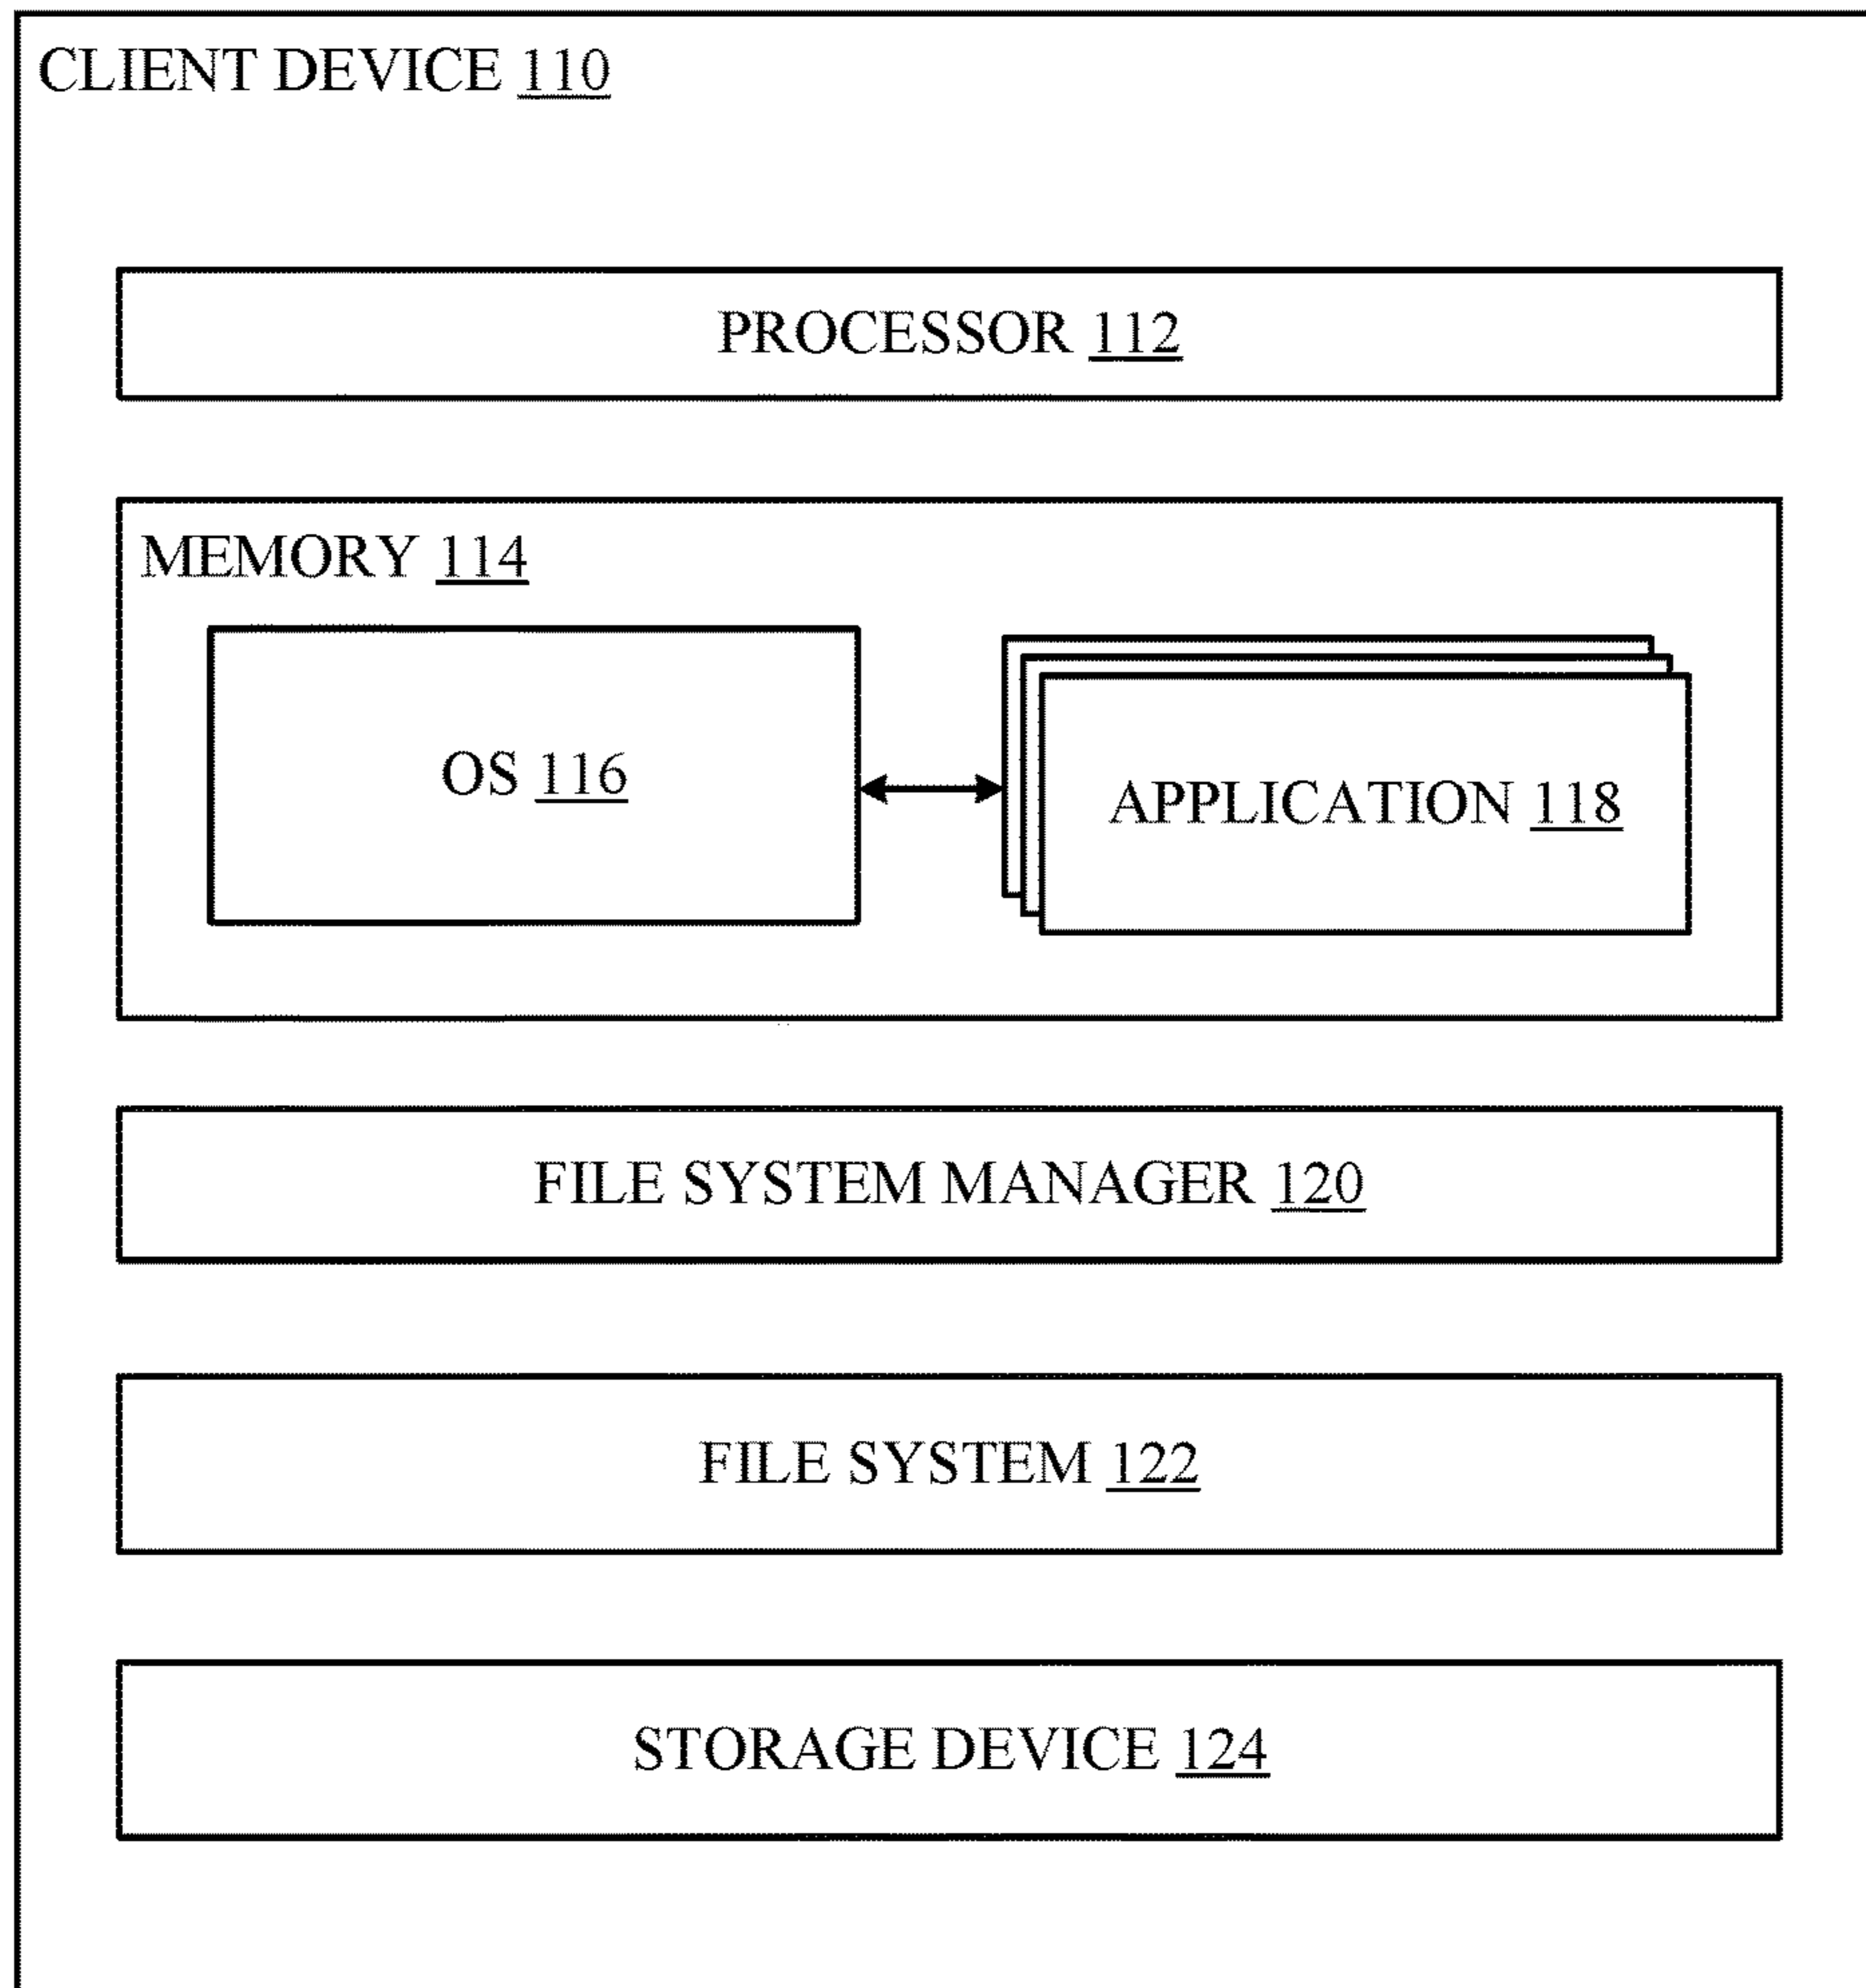 CLIENT DEVICE 110
PROCESSOR 112
MEMORY 114
OS 116
APPLICATION 118
FILE SYSTEM MANAGER 120
FILE SYSTEM 122
STORAGE DEVICE 124